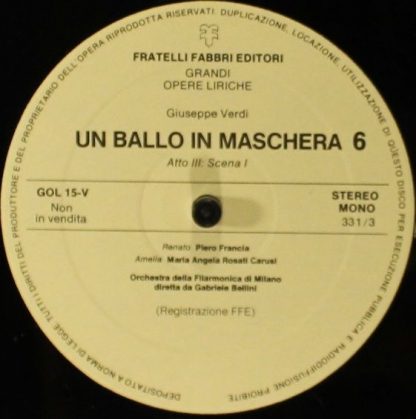 DEPOSITATO A NORMA DI LEGGE. TUTTI I DIRITTI DEL PRODUTTORE E DEL PROPRIETARIO DELL'OPERA RIPRODOTTA RISERVATI. DUPLICAZIONE, LOCAZIONE, UTILIZZAZIONE DI QUESTO DISCO PER ESECUZIONE PUBBLICA E RADIODIFFUSIONE PROIBITE
FRATELLI FABBRI EDITORI
GRANDI
OPERE LIRICHE
Giuseppe Verdi
UN BALLO IN MASCHERA 6
Atto III: Scena I
GOL 15-V
Non
in vendita
STEREO
MONO
33 1/3
Renato: Piero Francia
Amelia: Maria Angela Rosati Carusi
Orchestra della Filarmonica di Milano
diretta da Gabriele Bellini
(Registrazione FFE)